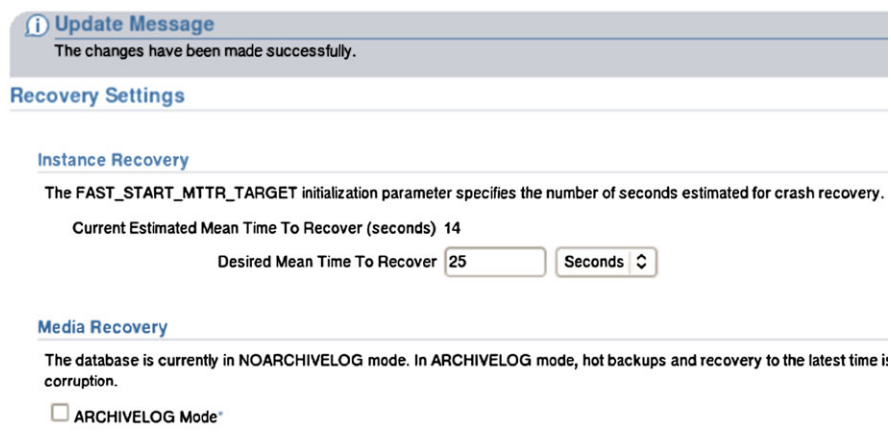 Update Message
The changes have been made successfully.
Recovery Settings
Instance Recovery
The FAST_START_MTTR_TARGET initialization parameter specifies the number of seconds estimated for crash recovery.
Current Estimated Mean Time To Recover (seconds) 14
Desired Mean Time To Recover 25 Seconds
Media Recovery
The database is currently in NOARCHIVELOG mode. In ARCHIVELOG mode, hot backups and recovery to the latest time is
corruption.
ARCHIVELOG Mode*